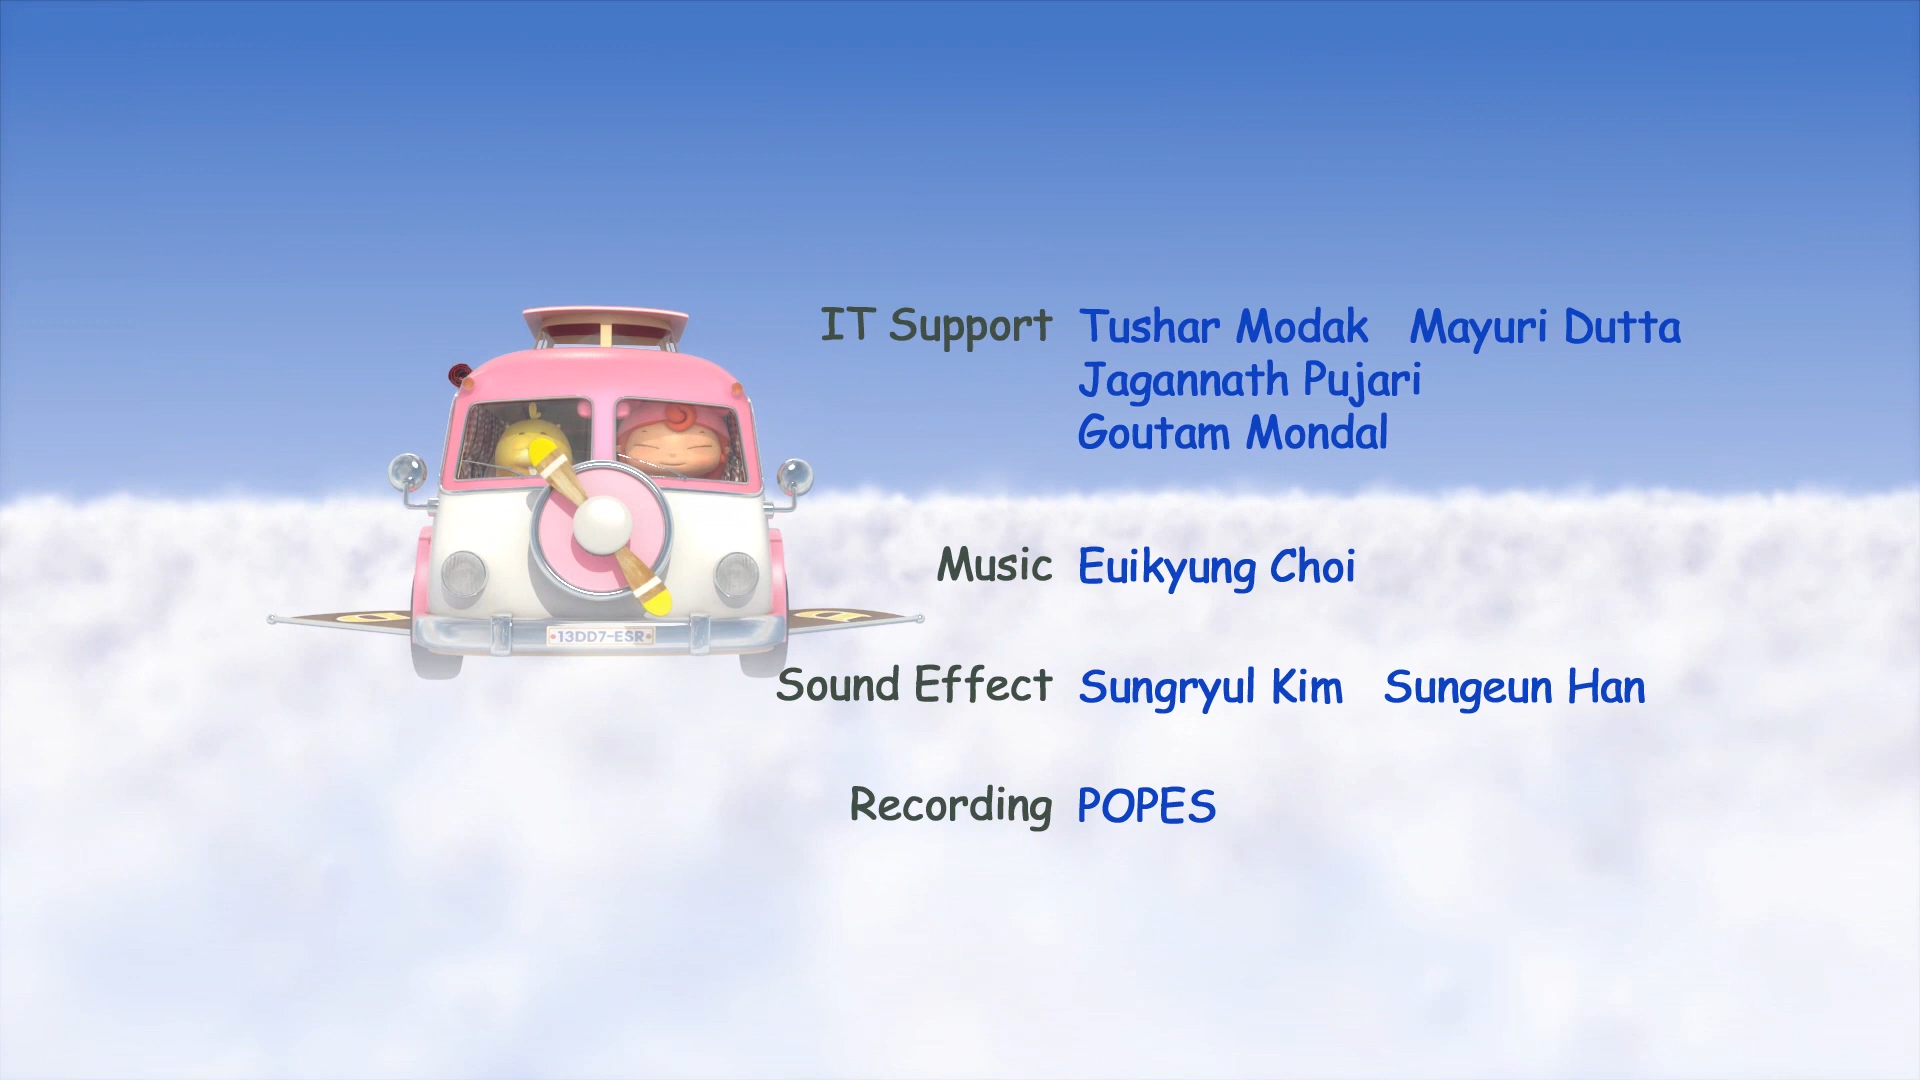 IT Support Tushar Modak Mayuri Dutta
Jagannath Pujari
Goutam Mondal
Music Euikyung Choi
13DD7-ESR
Sound Effect Sungryul Kim Sungeun Han
Recording POPES